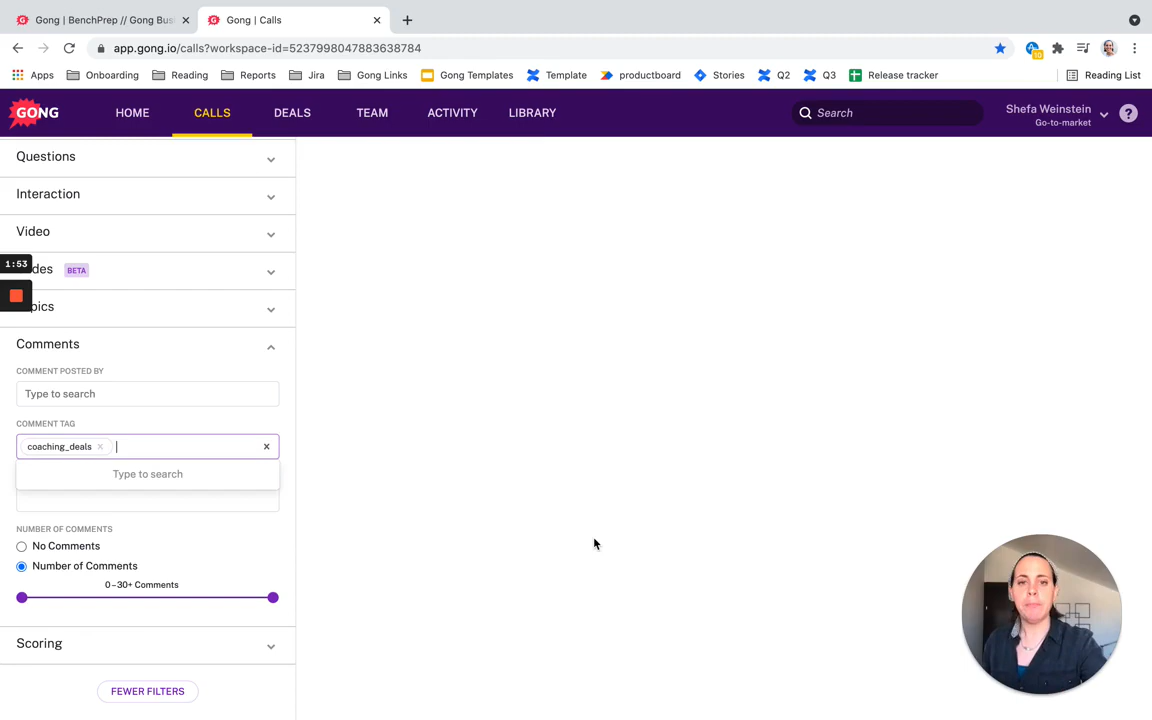 Gong | BenchPrep // Gong Bus
Gong | Calls
app.gong.io/calls?workspace-id=5237998047883638784
10
Apps Onboarding Reading Reports Jira Gong Links Gong Templates Template productboard Stories Q2 Q3 Release tracker Reading List
GONG HOME CALLS DEALS TEAM ACTIVITY LIBRARY Search Shefa Weinstein
Go-to-market
Questions
Interaction
Video
1:53
des BETA
pics
Comments
COMMENT POSTED BY
Type to search
COMMENT TAG
coaching_deals
Type to search
NUMBER OF COMMENTS
No Comments
Number of Comments
0 – 30+ Comments
Scoring
FEWER FILTERS